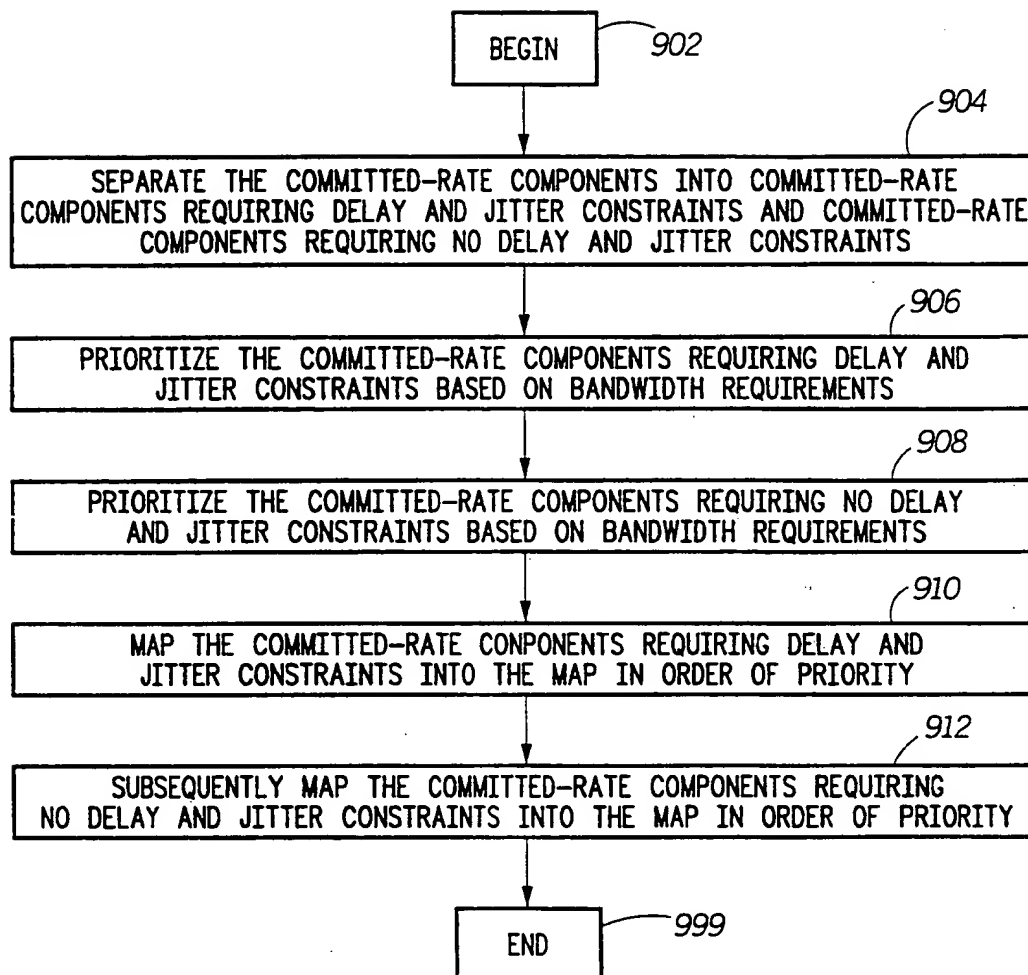 BEGIN
902
904
SEPARATE THE COMMITTED-RATE COMPONENTS INTO COMMITTED-RATE
COMPONENTS REQUIRING DELAY AND JITTER CONSTRAINTS AND COMMITTED-RATE
COMPONENTS REQUIRING NO DELAY AND JITTER CONSTRAINTS
906
PRIORITIZE THE COMMITTED-RATE COMPONENTS REQUIRING DELAY AND
JITTER CONSTRAINTS BASED ON BANDWIDTH REQUIREMENTS
908
PRIORITIZE THE COMMITTED-RATE COMPONENTS REQUIRING NO DELAY
AND JITTER CONSTRAINTS BASED ON BANDWIDTH REQUIREMENTS
910
MAP THE COMMITTED-RATE CONPONENTS REQUIRING DELAY AND
JITTER CONSTRAINTS INTO THE MAP IN ORDER OF PRIORITY
912
SUBSEQUENTLY MAP THE COMMITTED-RATE COMPONENTS REQUIRING
NO DELAY AND JITTER CONSTRAINTS INTO THE MAP IN ORDER OF PRIORITY
END
999